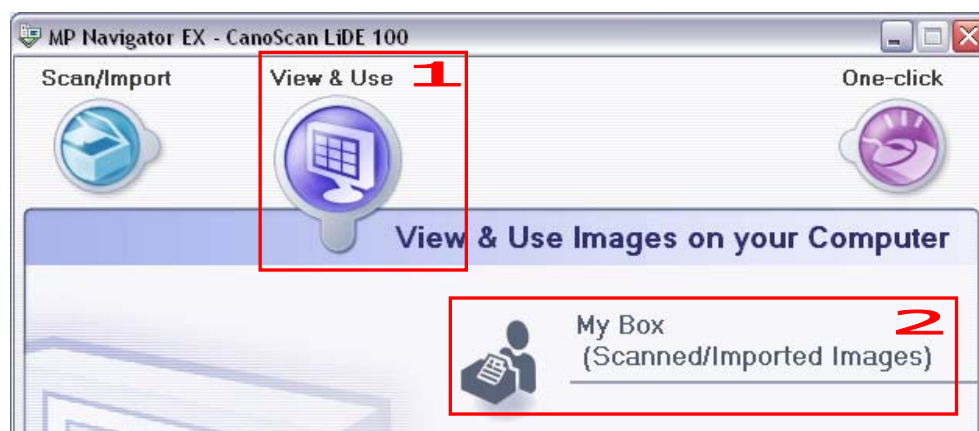 MP Navigator EX - CanoScan LiDE 100
Scan/Import
View & Use
1
One-click
View & Use Images on your Computer
My Box
2
(Scanned/Imported Images)